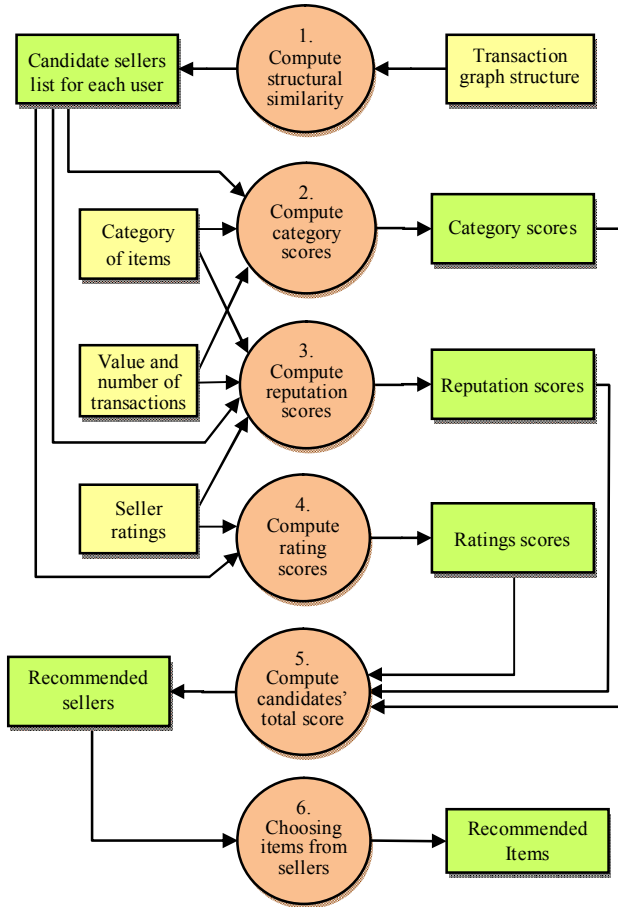 Candidate sellers
list for each user
1.
Compute
structural
similarity
Transaction
graph structure
2.
Compute
category
scores
Category scores
Category
of items
Value and
number of
transactions
3.
Compute
reputation
scores
Reputation scores
Seller
ratings
4.
Compute
rating
scores
Ratings scores
Recommended
sellers
5.
Compute
candidates’
total score
6.
Choosing
items from
sellers
Recommended
Items